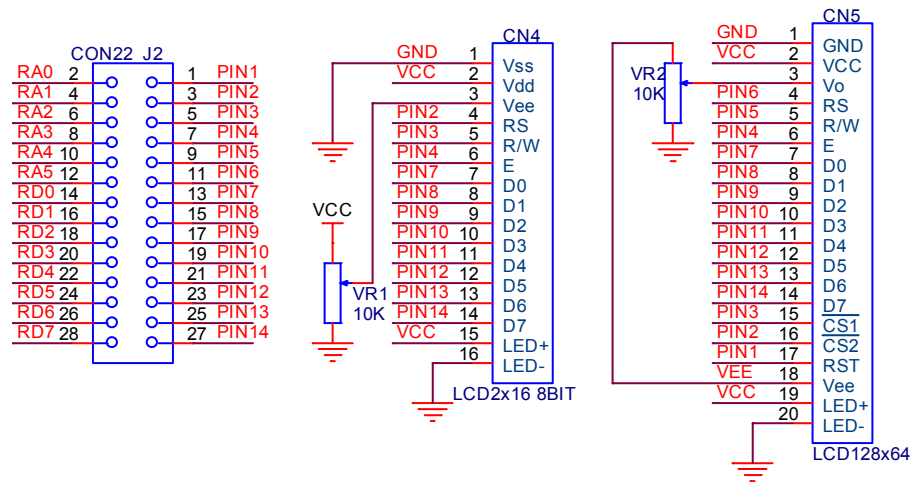 CON22 J2
RA0 2 1 PIN1
RA1 4 3 PIN2
RA2 6 5 PIN3
RA3 8 7 PIN4
RA4 10 9 PIN5
RA5 12 11 PIN6
RD0 14 13 PIN7
RD1 16 15 PIN8
RD2 18 17 PIN9
RD3 20 19 PIN10
RD4 22 21 PIN11
RD5 24 23 PIN12
RD6 26 25 PIN13
RD7 28 27 PIN14
CN4
GND 1 Vss
VCC 2 Vdd
3 Vee
PIN2 4 RS
PIN3 5 R/W
PIN4 6 E
PIN7 7 D0
PIN8 8 D1
PIN9 9 D2
PIN10 10 D3
PIN11 11 D4
PIN12 12 D5
PIN13 13 D6
PIN14 14 D7
VCC 15 LED+
16 LED-
LCD2x16 8BIT
VCC
VR1
10K
CN5
GND 1 GND
VCC 2 VCC
3 Vo
PIN6 4 RS
PIN5 5 R/W
PIN4 6 E
PIN7 7 D0
PIN8 8 D1
PIN9 9 D2
PIN10 10 D3
PIN11 11 D4
PIN12 12 D5
PIN13 13 D6
PIN14 14 D7
PIN3 15 CS1
PIN2 16 CS2
PIN1 17 RST
VEE 18 Vee
VCC 19 LED+
20 LED-
LCD128x64
VR2
10K